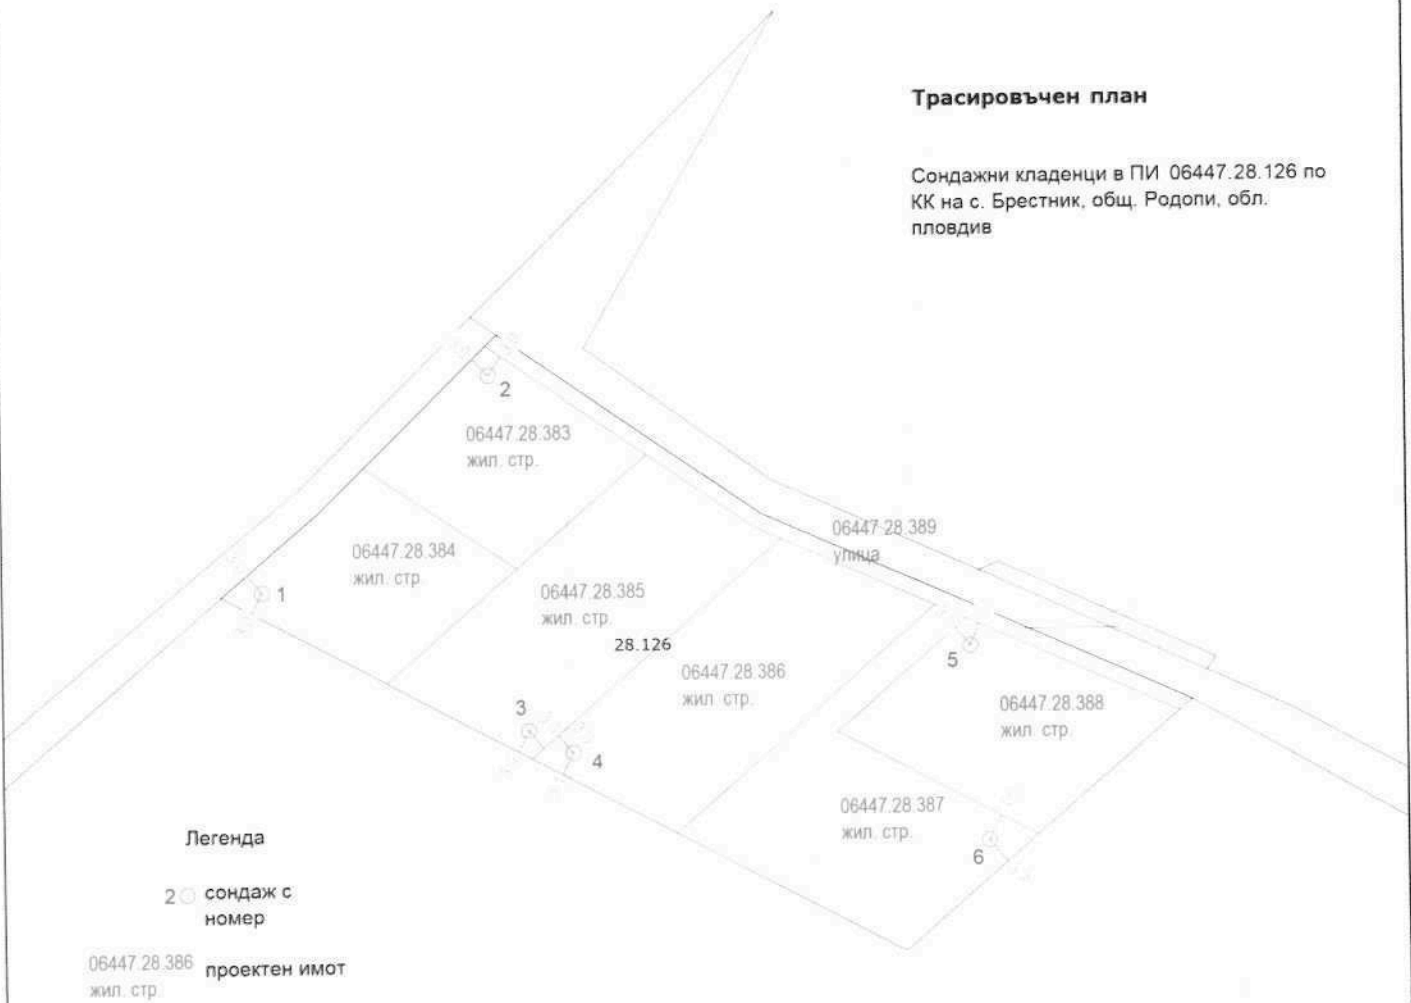 Трасировъчен план
Сондажни кладенци в ПИ 06447.28.126 по
КК на с. Брестник, общ. Родопи, обл.
пловдив
2
06447.28.383
жил. стр.
06447.28.384
жил. стр.
1
06447.28.389
улица
06447.28.385
жил. стр.
28.126
06447.28.386
жил. стр.
5
06447.28.388
жил. стр.
3
4
06447.28.387
жил. стр.
6
Легенда
2 сондаж с
номер
06447.28.386 проектен имот
жил. стр.